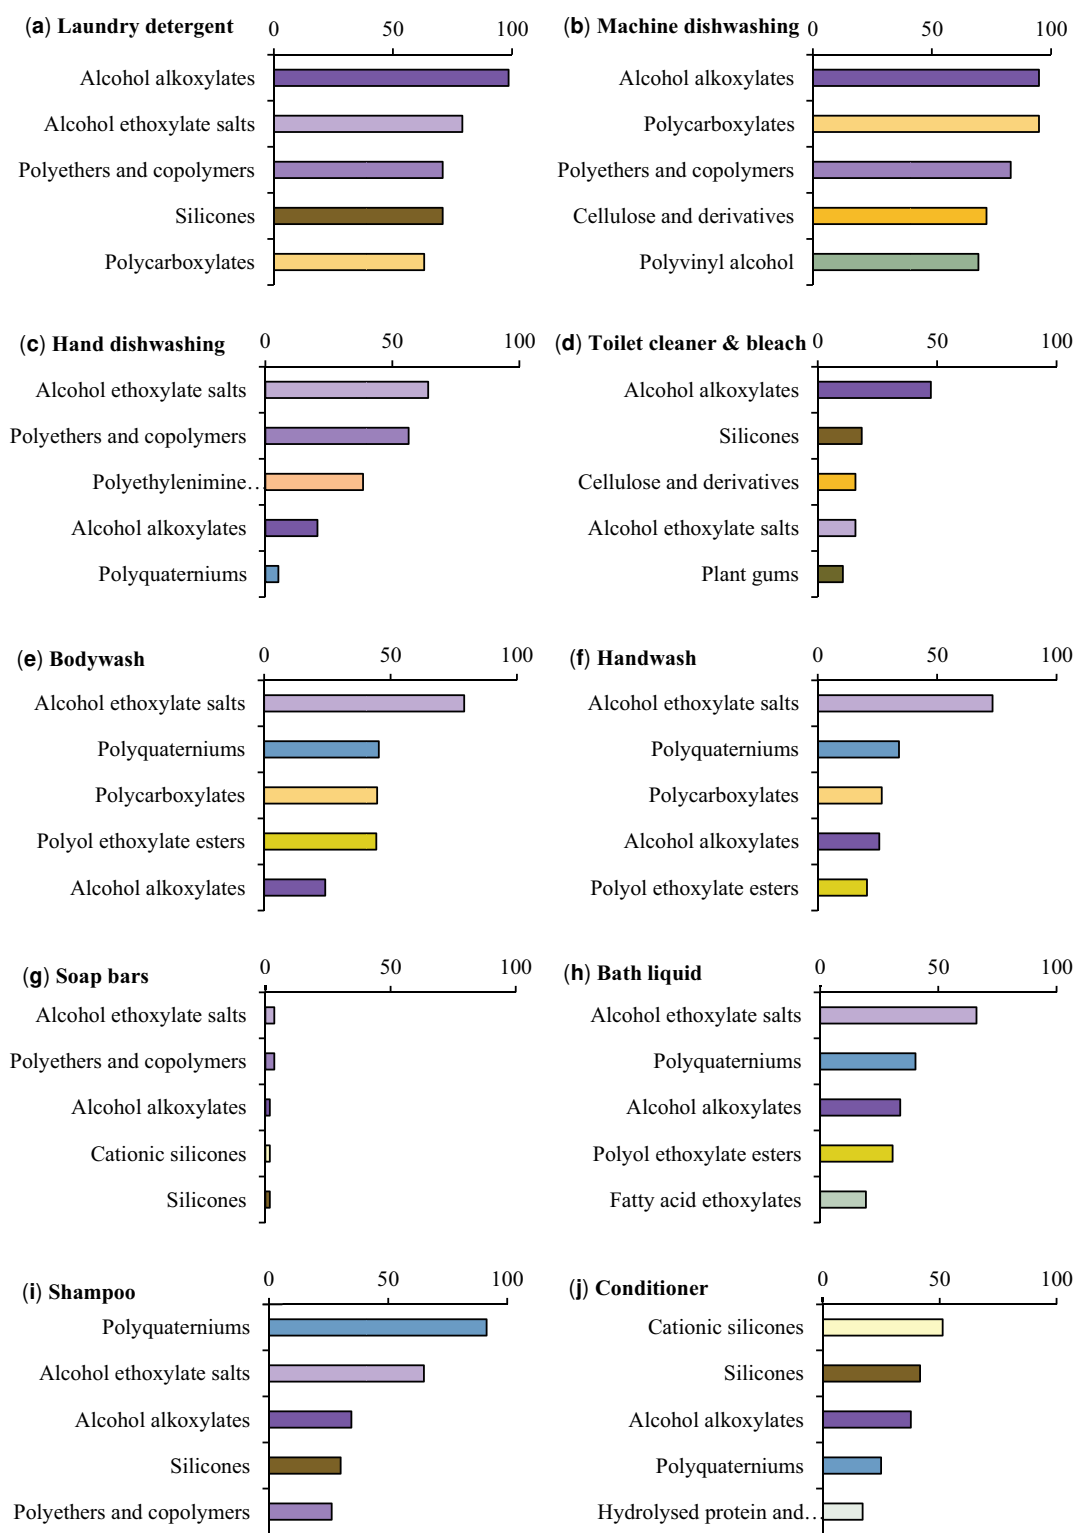 (a) Laundry detergent
0 50 100
Alcohol alkoxylates
Alcohol ethoxylate salts
Polyethers and copolymers
Silicones
Polycarboxylates
(b) Machine dishwashing
0 50 100
Alcohol alkoxylates
Polycarboxylates
Polyethers and copolymers
Cellulose and derivatives
Polyvinyl alcohol
(c) Hand dishwashing
0 50 100
Alcohol ethoxylate salts
Polyethers and copolymers
Polyethylenimine…
Alcohol alkoxylates
Polyquaterniums
(d) Toilet cleaner & bleach
0 50 100
Alcohol alkoxylates
Silicones
Cellulose and derivatives
Alcohol ethoxylate salts
Plant gums
(e) Bodywash
0 50 100
Alcohol ethoxylate salts
Polyquaterniums
Polycarboxylates
Polyol ethoxylate esters
Alcohol alkoxylates
(f) Handwash
0 50 100
Alcohol ethoxylate salts
Polyquaterniums
Polycarboxylates
Alcohol alkoxylates
Polyol ethoxylate esters
(g) Soap bars
0 50 100
Alcohol ethoxylate salts
Polyethers and copolymers
Alcohol alkoxylates
Cationic silicones
Silicones
(h) Bath liquid
0 50 100
Alcohol ethoxylate salts
Polyquaterniums
Alcohol alkoxylates
Polyol ethoxylate esters
Fatty acid ethoxylates
(i) Shampoo
0 50 100
Polyquaterniums
Alcohol ethoxylate salts
Alcohol alkoxylates
Silicones
Polyethers and copolymers
(j) Conditioner
0 50 100
Cationic silicones
Silicones
Alcohol alkoxylates
Polyquaterniums
Hydrolysed protein and…